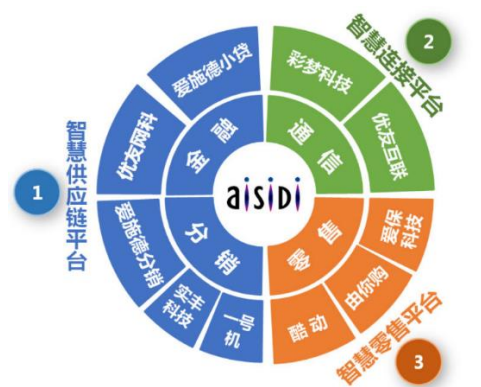 aisidi
1
智慧供应链平台
金融
爱施德小贷
优友网科
分销
爱施德分销
实丰
科技
一号
机
2
智慧连接平台
通信
彩梦科技
优友互联
3
智慧零售平台
零售
爱保
科技
由你购
酷动